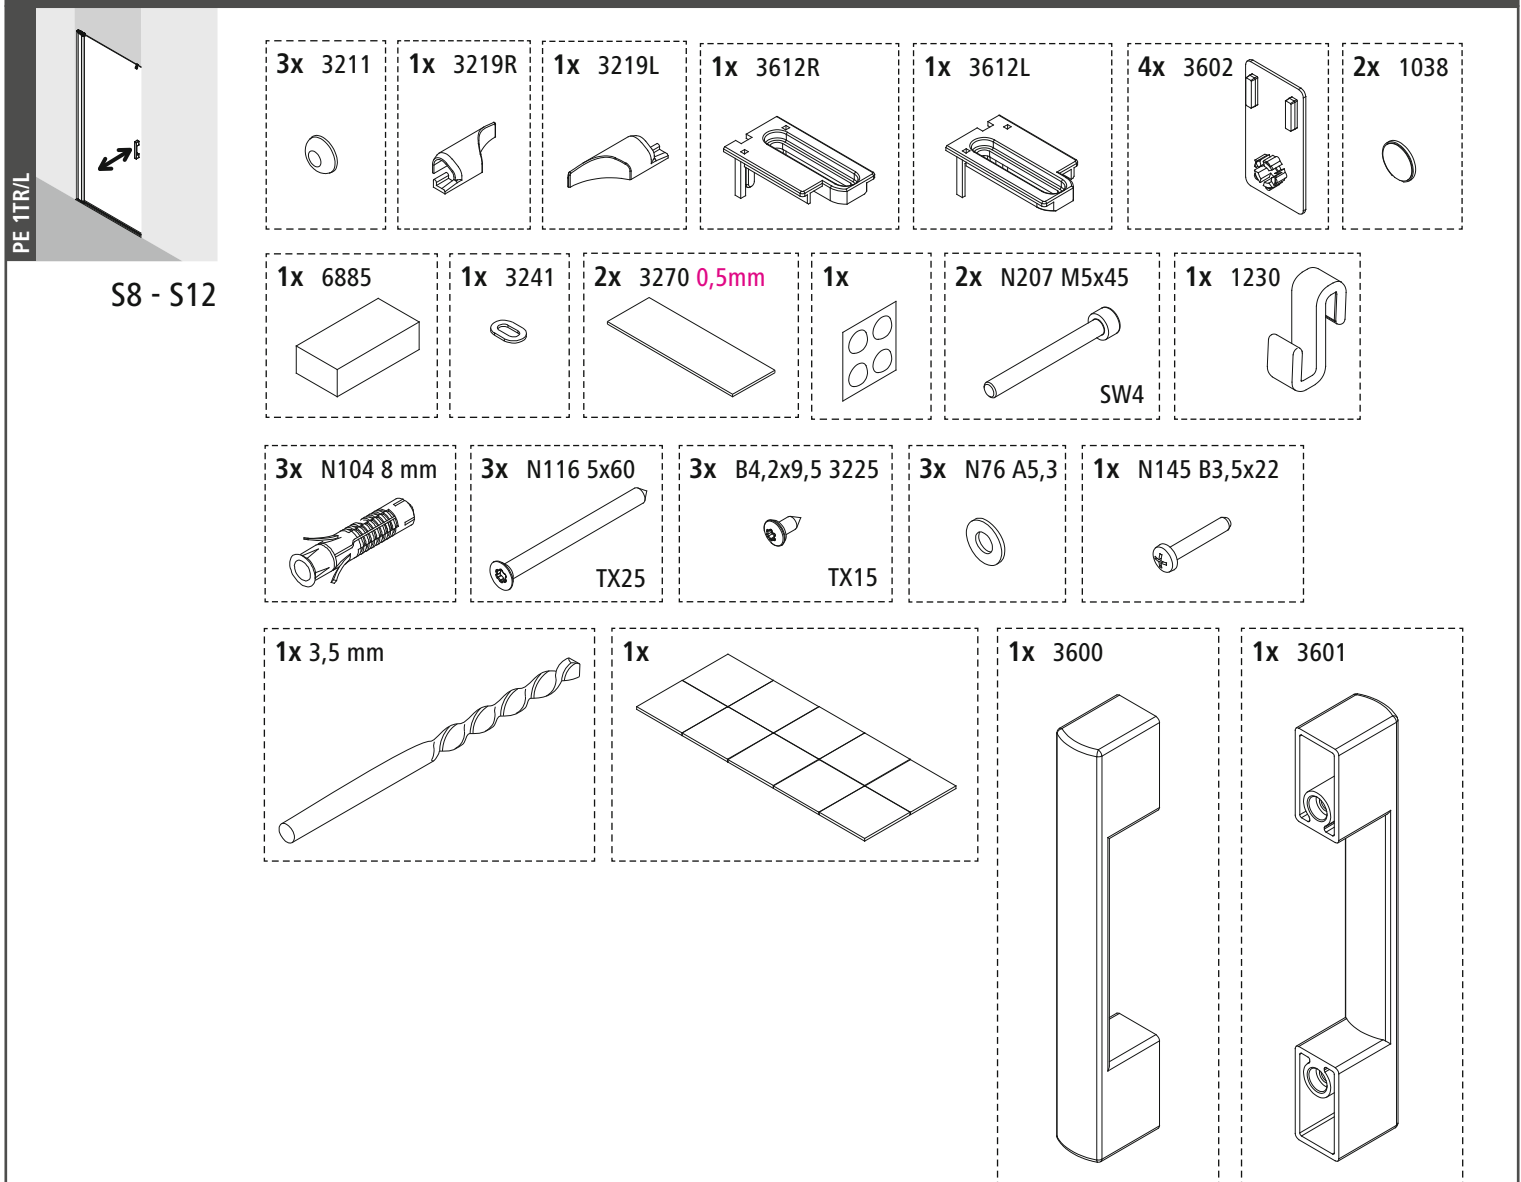 PE 1TR/L
S8 - S12
3x 3211
1x 3219R
1x 3219L
1x 3612R
1x 3612L
4x 3602
2x 1038
1x 6885
1x 3241
2x 3270 0,5mm
1x
2x N207 M5x45
SW4
1x 1230
3x N104 8 mm
3x N116 5x60
TX25
3x B4,2x9,5 3225
TX15
3x N76 A5,3
1x N145 B3,5x22
1x 3,5 mm
1x
1x 3600
1x 3601